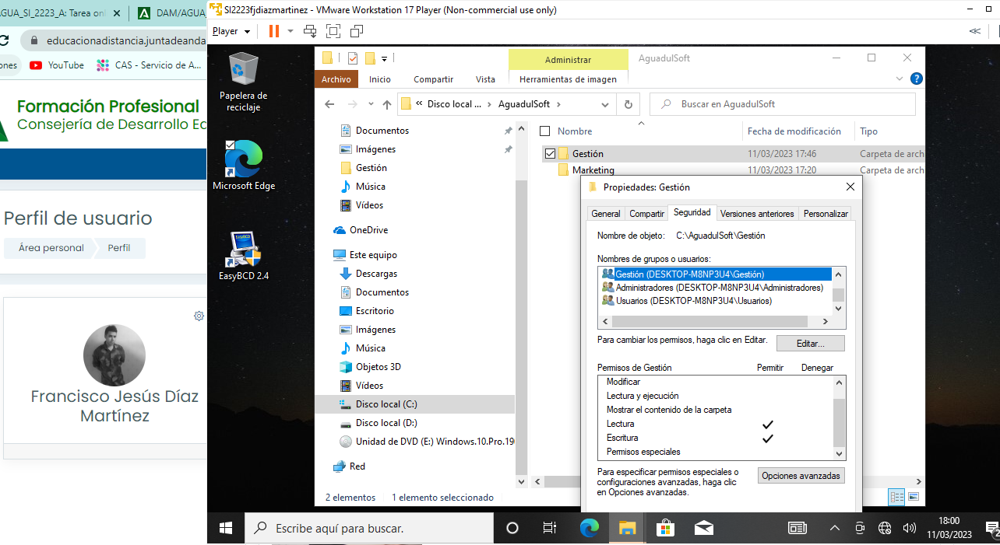 AGUA_SI_2223_A: Tarea onl
DAM/AGUA_
educacionadistancia.juntadeanda
ones
YouTube
CAS - Servicio de A...
Formación Profesional
Consejería de Desarrollo Ed
Perfil de usuario
Área personal
Perfil
Francisco Jesús Díaz
Martínez
SI2223fjdiazmartinez - VMware Workstation 17 Player (Non-commercial use only)
Player
Papelera de
reciclaje
Microsoft Edge
EasyBCD
EasyBCD 2.4
Administrar
AguadulSoft
Archivo
Inicio
Compartir
Vista
Herramientas de imagen
« Disco local ... › AguadulSoft ›
Buscar en AguadulSoft
Documentos
Imágenes
Gestión
Música
Vídeos
OneDrive
Este equipo
Descargas
Documentos
Escritorio
Imágenes
Música
Objetos 3D
Vídeos
Disco local (C:)
Disco local (D:)
Unidad de DVD (E:) Windows.10.Pro.190
Red
Nombre
Fecha de modificación
Tipo
Gestión
11/03/2023 17:46
Carpeta de arch
Marketing
11/03/2023 17:20
Carpeta de arch
Propiedades: Gestión
General
Compartir
Seguridad
Versiones anteriores
Personalizar
Nombre de objeto: C:\AguadulSoft\Gestión
Nombres de grupos o usuarios:
Gestión (DESKTOP-M8NP3U4\Gestión)
Administradores (DESKTOP-M8NP3U4\Administradores)
Usuarios (DESKTOP-M8NP3U4\Usuarios)
Para cambiar los permisos, haga clic en Editar.
Editar...
Permisos de Gestión
Permitir
Denegar
Modificar
Lectura y ejecución
Mostrar el contenido de la carpeta
Lectura
Escritura
Permisos especiales
Para especificar permisos especiales o
configuraciones avanzadas, haga clic
en Opciones avanzadas.
Opciones avanzadas
2 elementos
1 elemento seleccionado
Escribe aquí para buscar.
18:00
11/03/2023
2